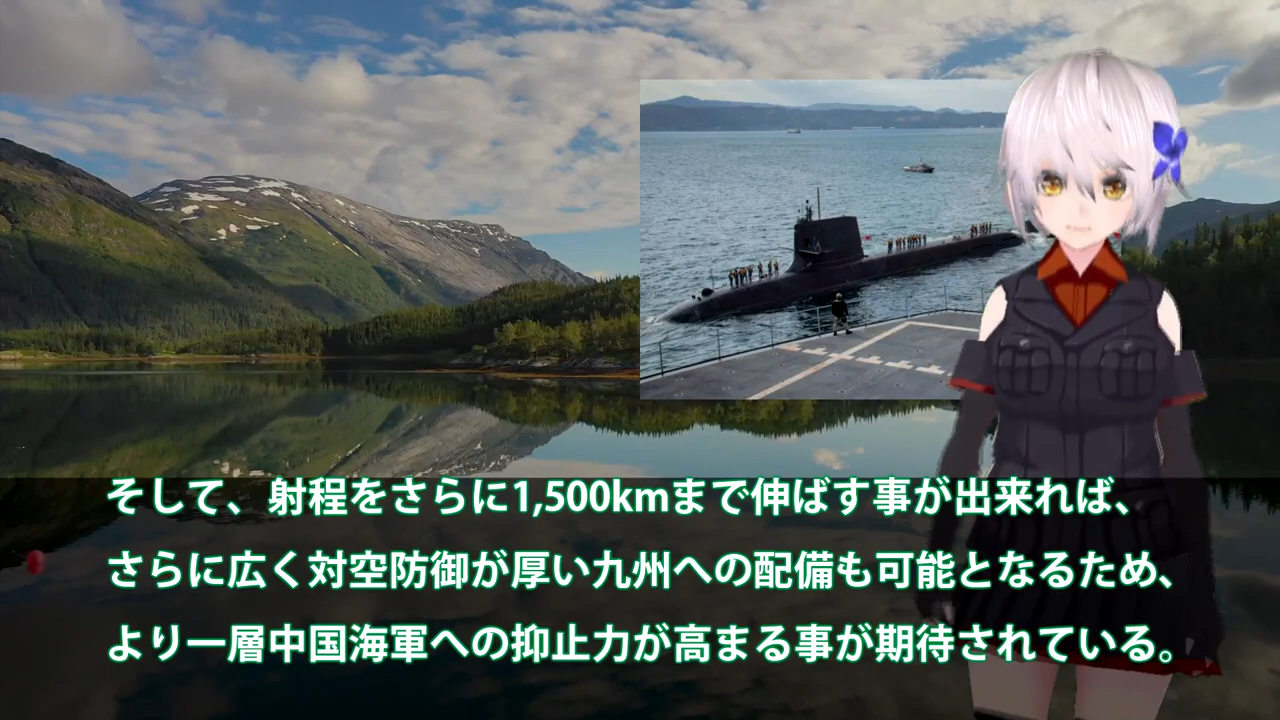 そして、射程をさらに1,500kmまで伸ばす事が出来れば、
さらに広く対空防御が厚い九州への配備も可能となるため、
より一層中国海軍への抑止力が高まる事が期待されている。